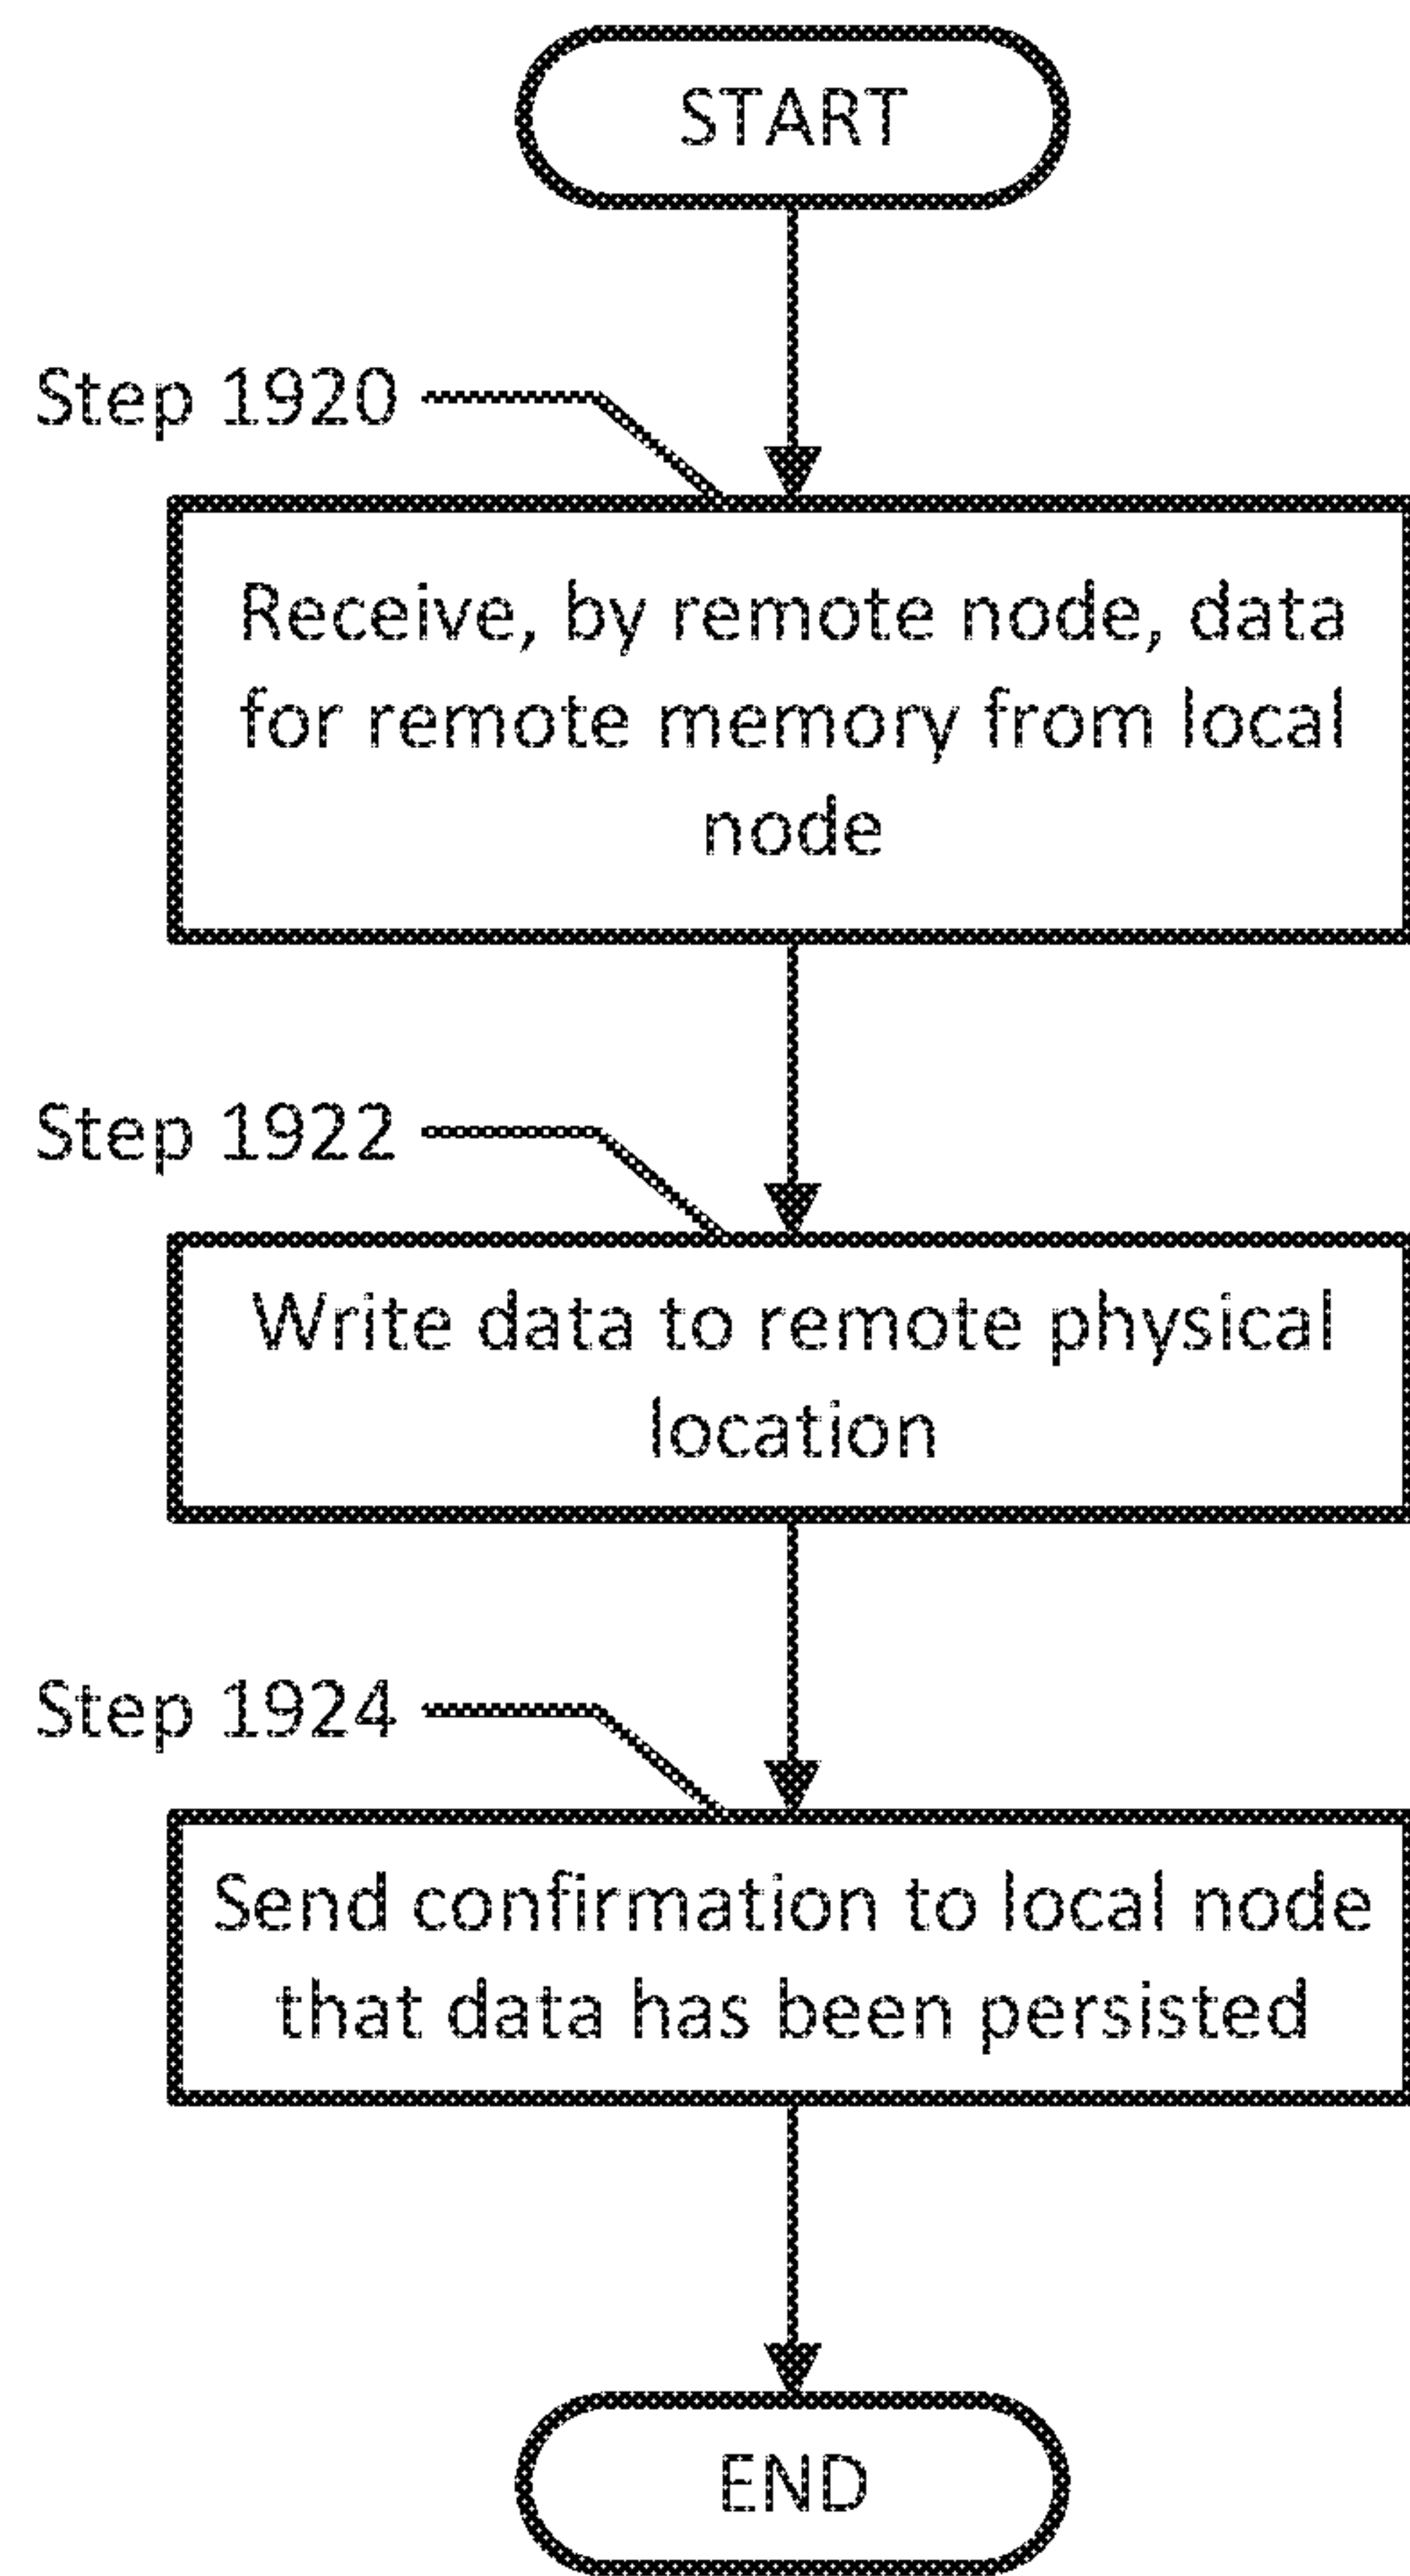 START
Step 1920
Receive, by remote node, data
for remote memory from local
node
Step 1922
Write data to remote physical
location
Step 1924
Send confirmation to local node
that data has been persisted
END